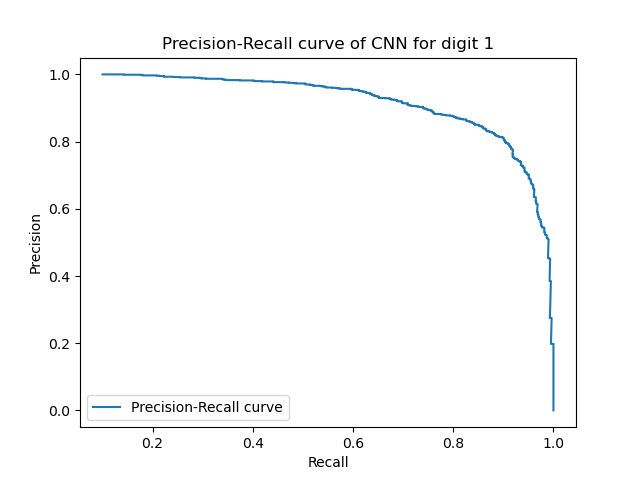 Precision-Recall curve of CNN for digit 1
1.0
0.8
0.6
0.4
0.2
0.0
Precision
Precision-Recall curve
0.2 0.4 0.6 0.8 1.0
Recall